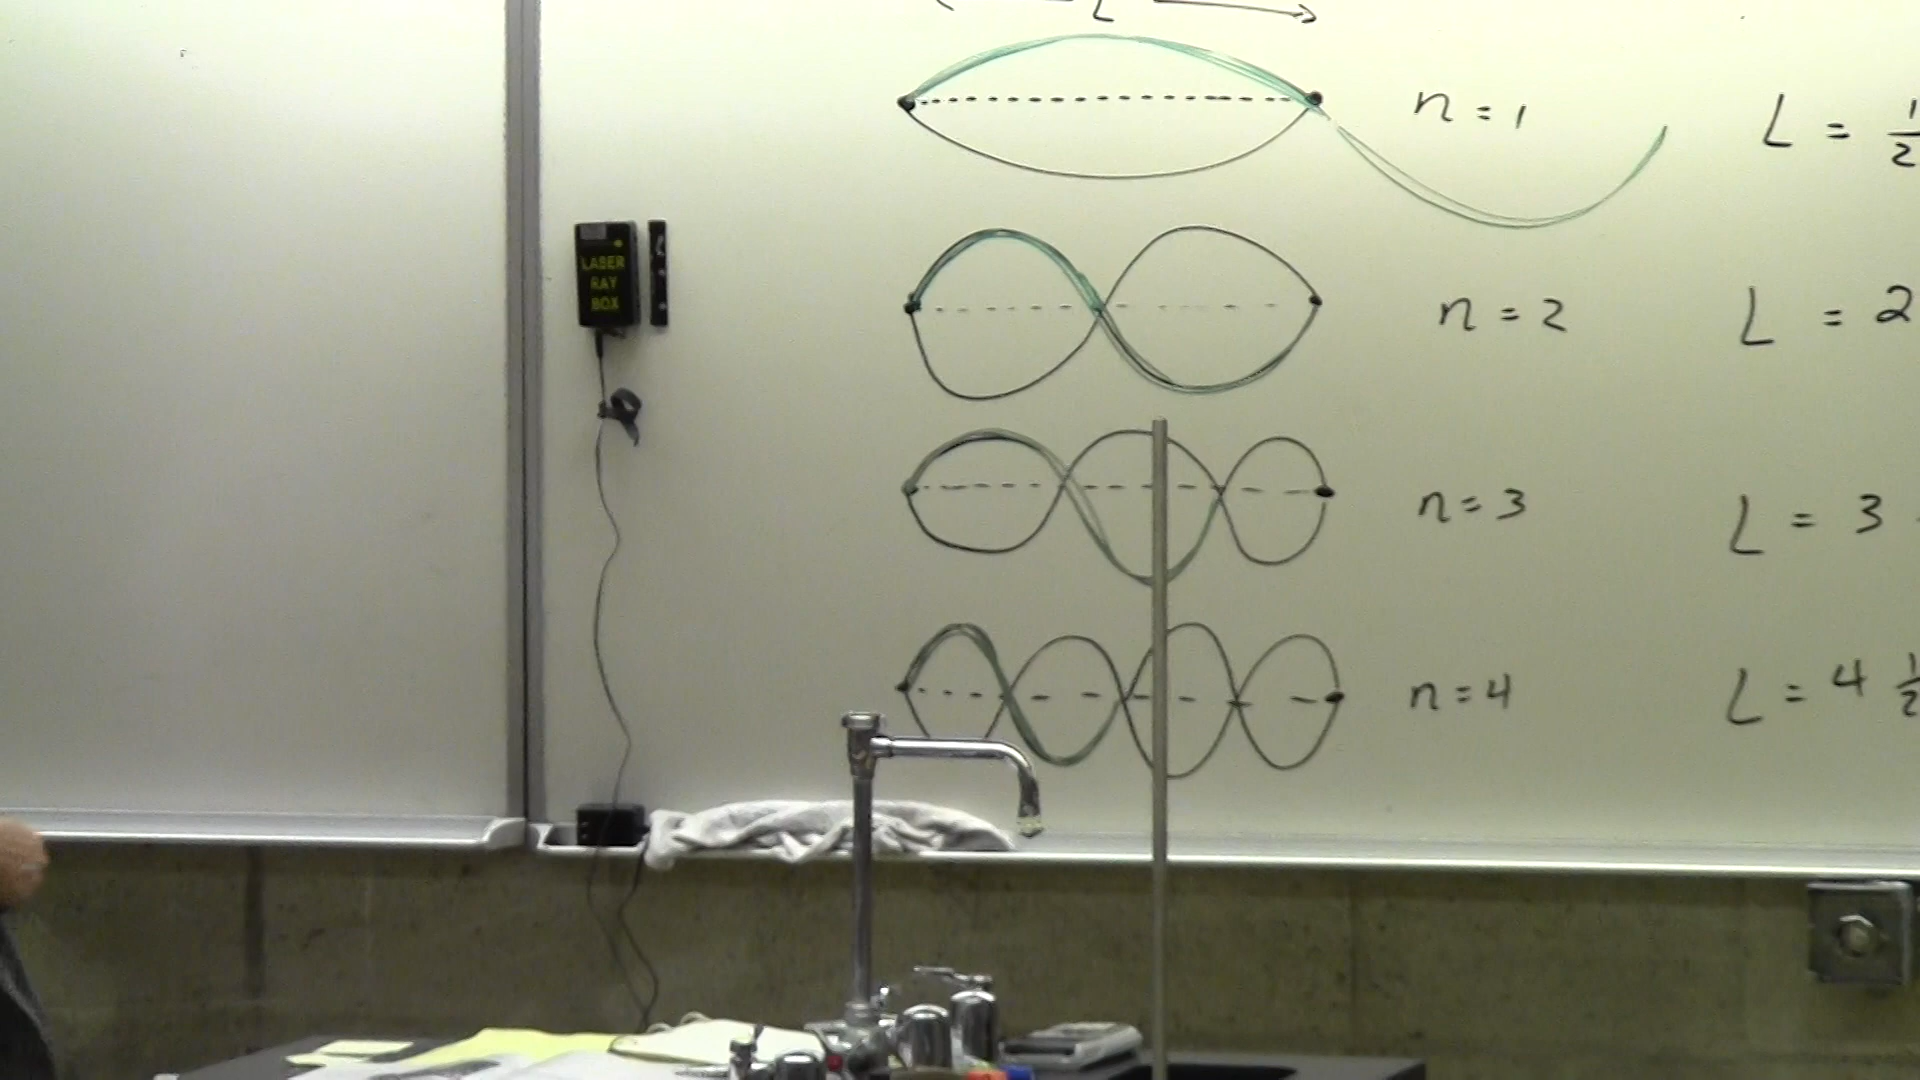 L
n = 1 L = 1/2
LASER
RAY
BOX
n = 2 L = 2
n = 3 L = 3
n = 4 L = 4 1/2